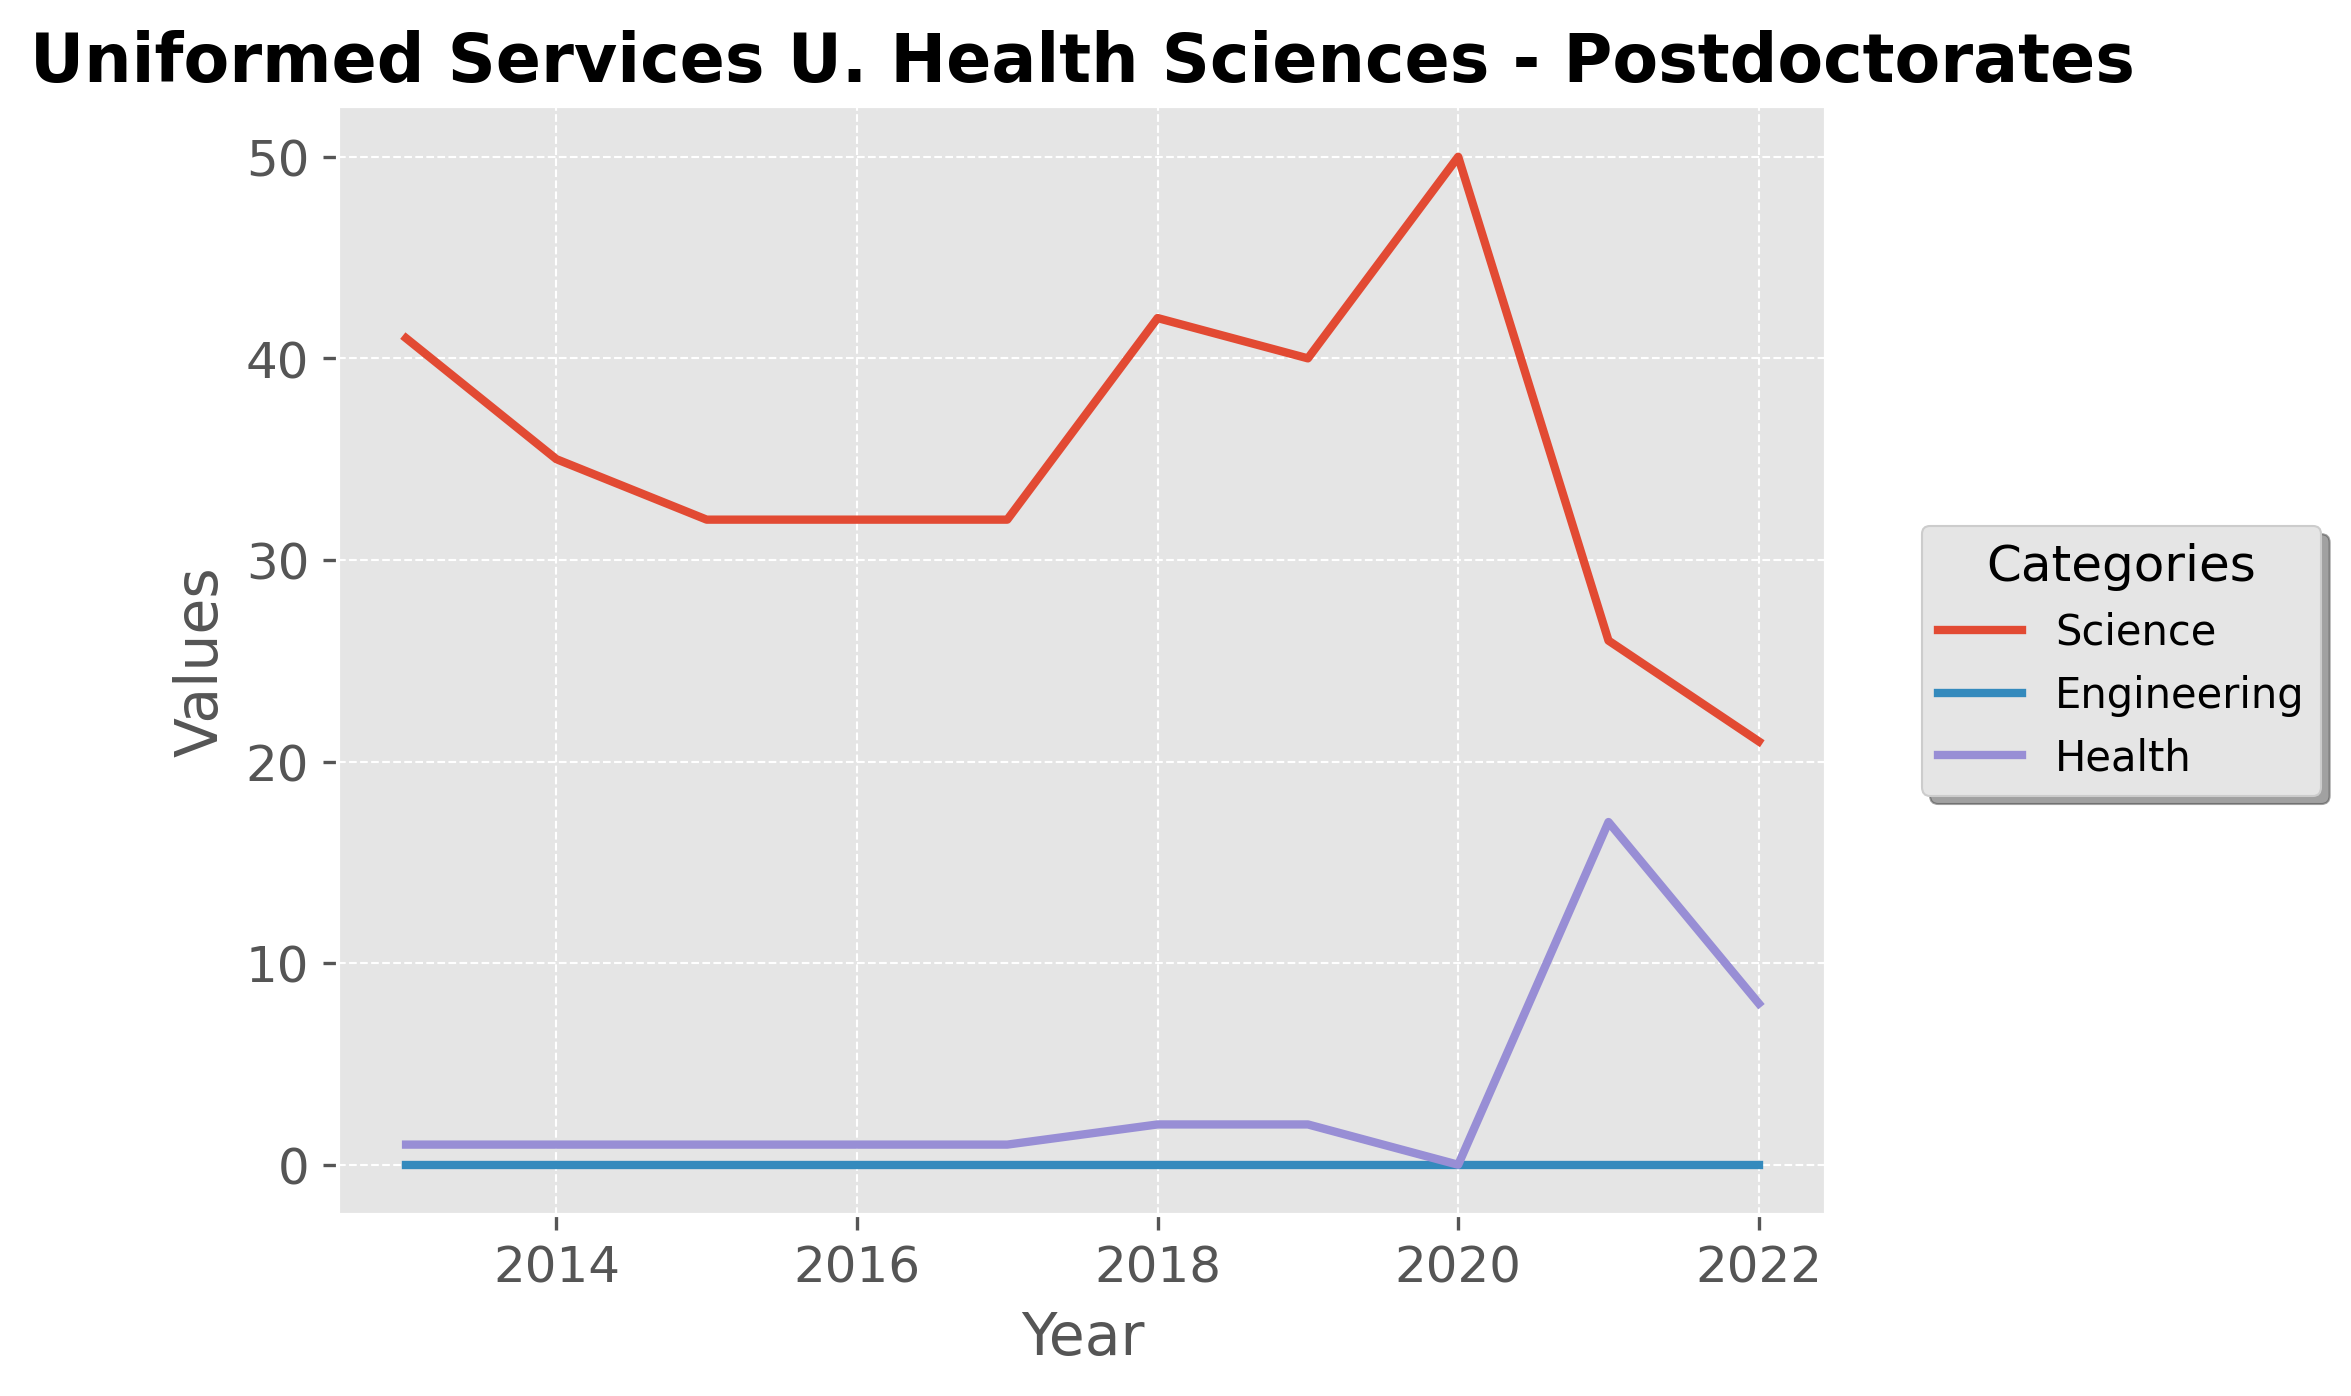 Uniformed Services U. Health Sciences - Postdoctorates
Values
50
40
30
20
10
0
2014
2016
2018
2020
2022
Year
Categories
Science
Engineering
Health